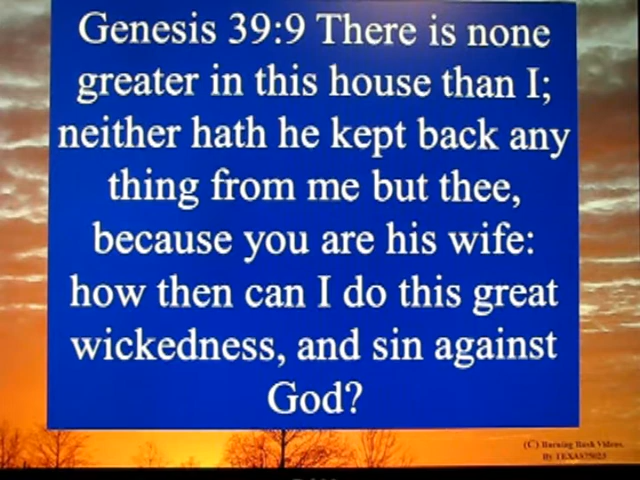 Genesis 39:9 There is none
greater in this house than I;
neither hath he kept back any
thing from me but thee,
because you are his wife:
how then can I do this great
wickedness, and sin against
God?
(C) Burning Bush Videos.